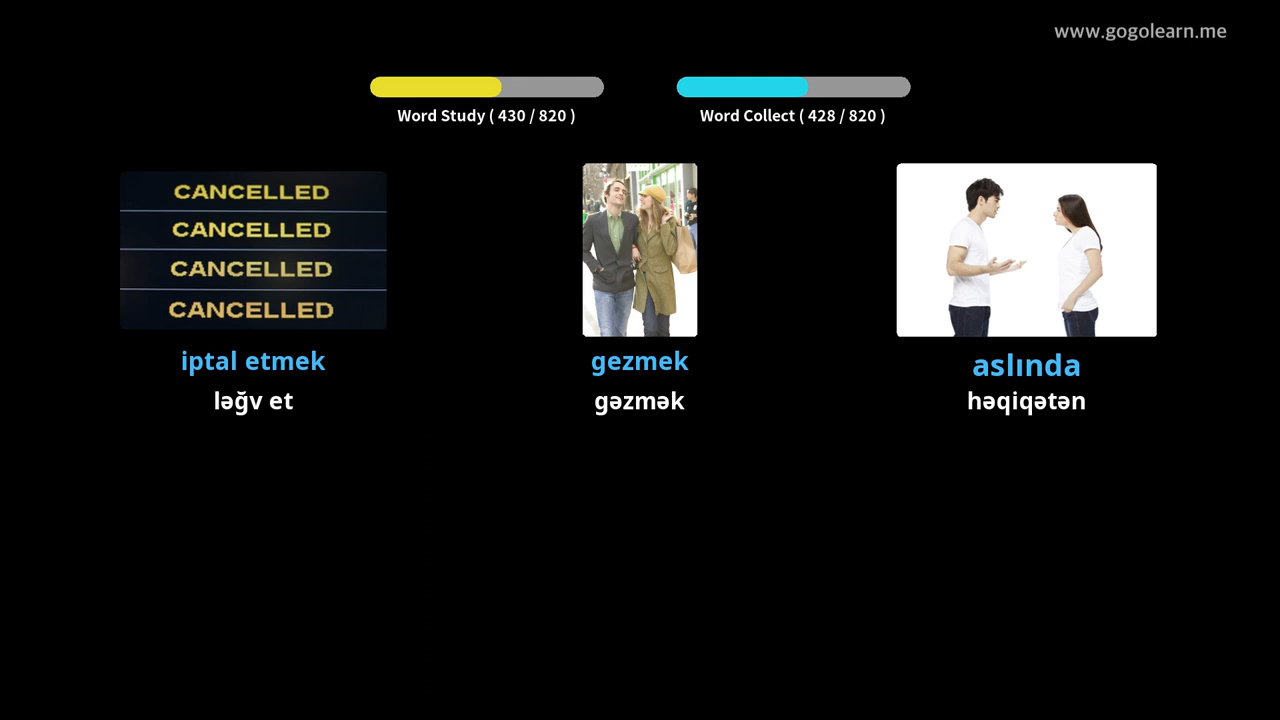 www.gogolearn.me
Word Study ( 430 / 820 )
Word Collect ( 428 / 820 )
CANCELLED
CANCELLED
CANCELLED
CANCELLED
iptal etmek
gezmek
aslında
ləğv et
gəzmək
həqiqətən